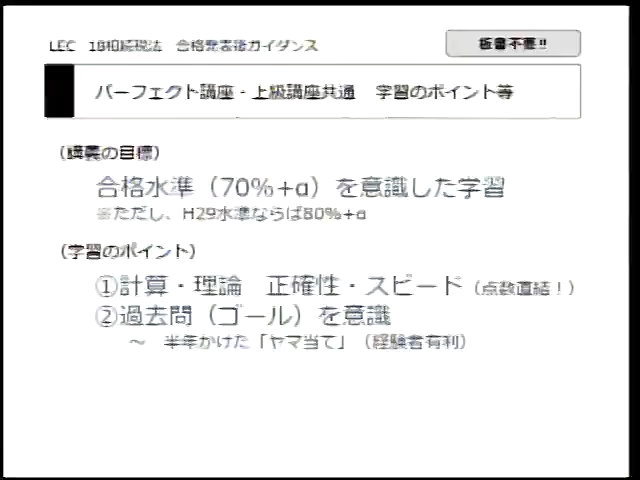 LEC 18相続税法 合格発表後ガイダンス
板書不要!!
パーフェクト講座・上級講座共通 学習のポイント等
(講義の目標)
合格水準(70%+α)を意識した学習
※ただし、H29水準ならば80%+α
(学習のポイント)
①計算・理論 正確性・スピード(点数直結!)
②過去問(ゴール)を意識
～ 半年かけた「ヤマ当て」(経験者有利)